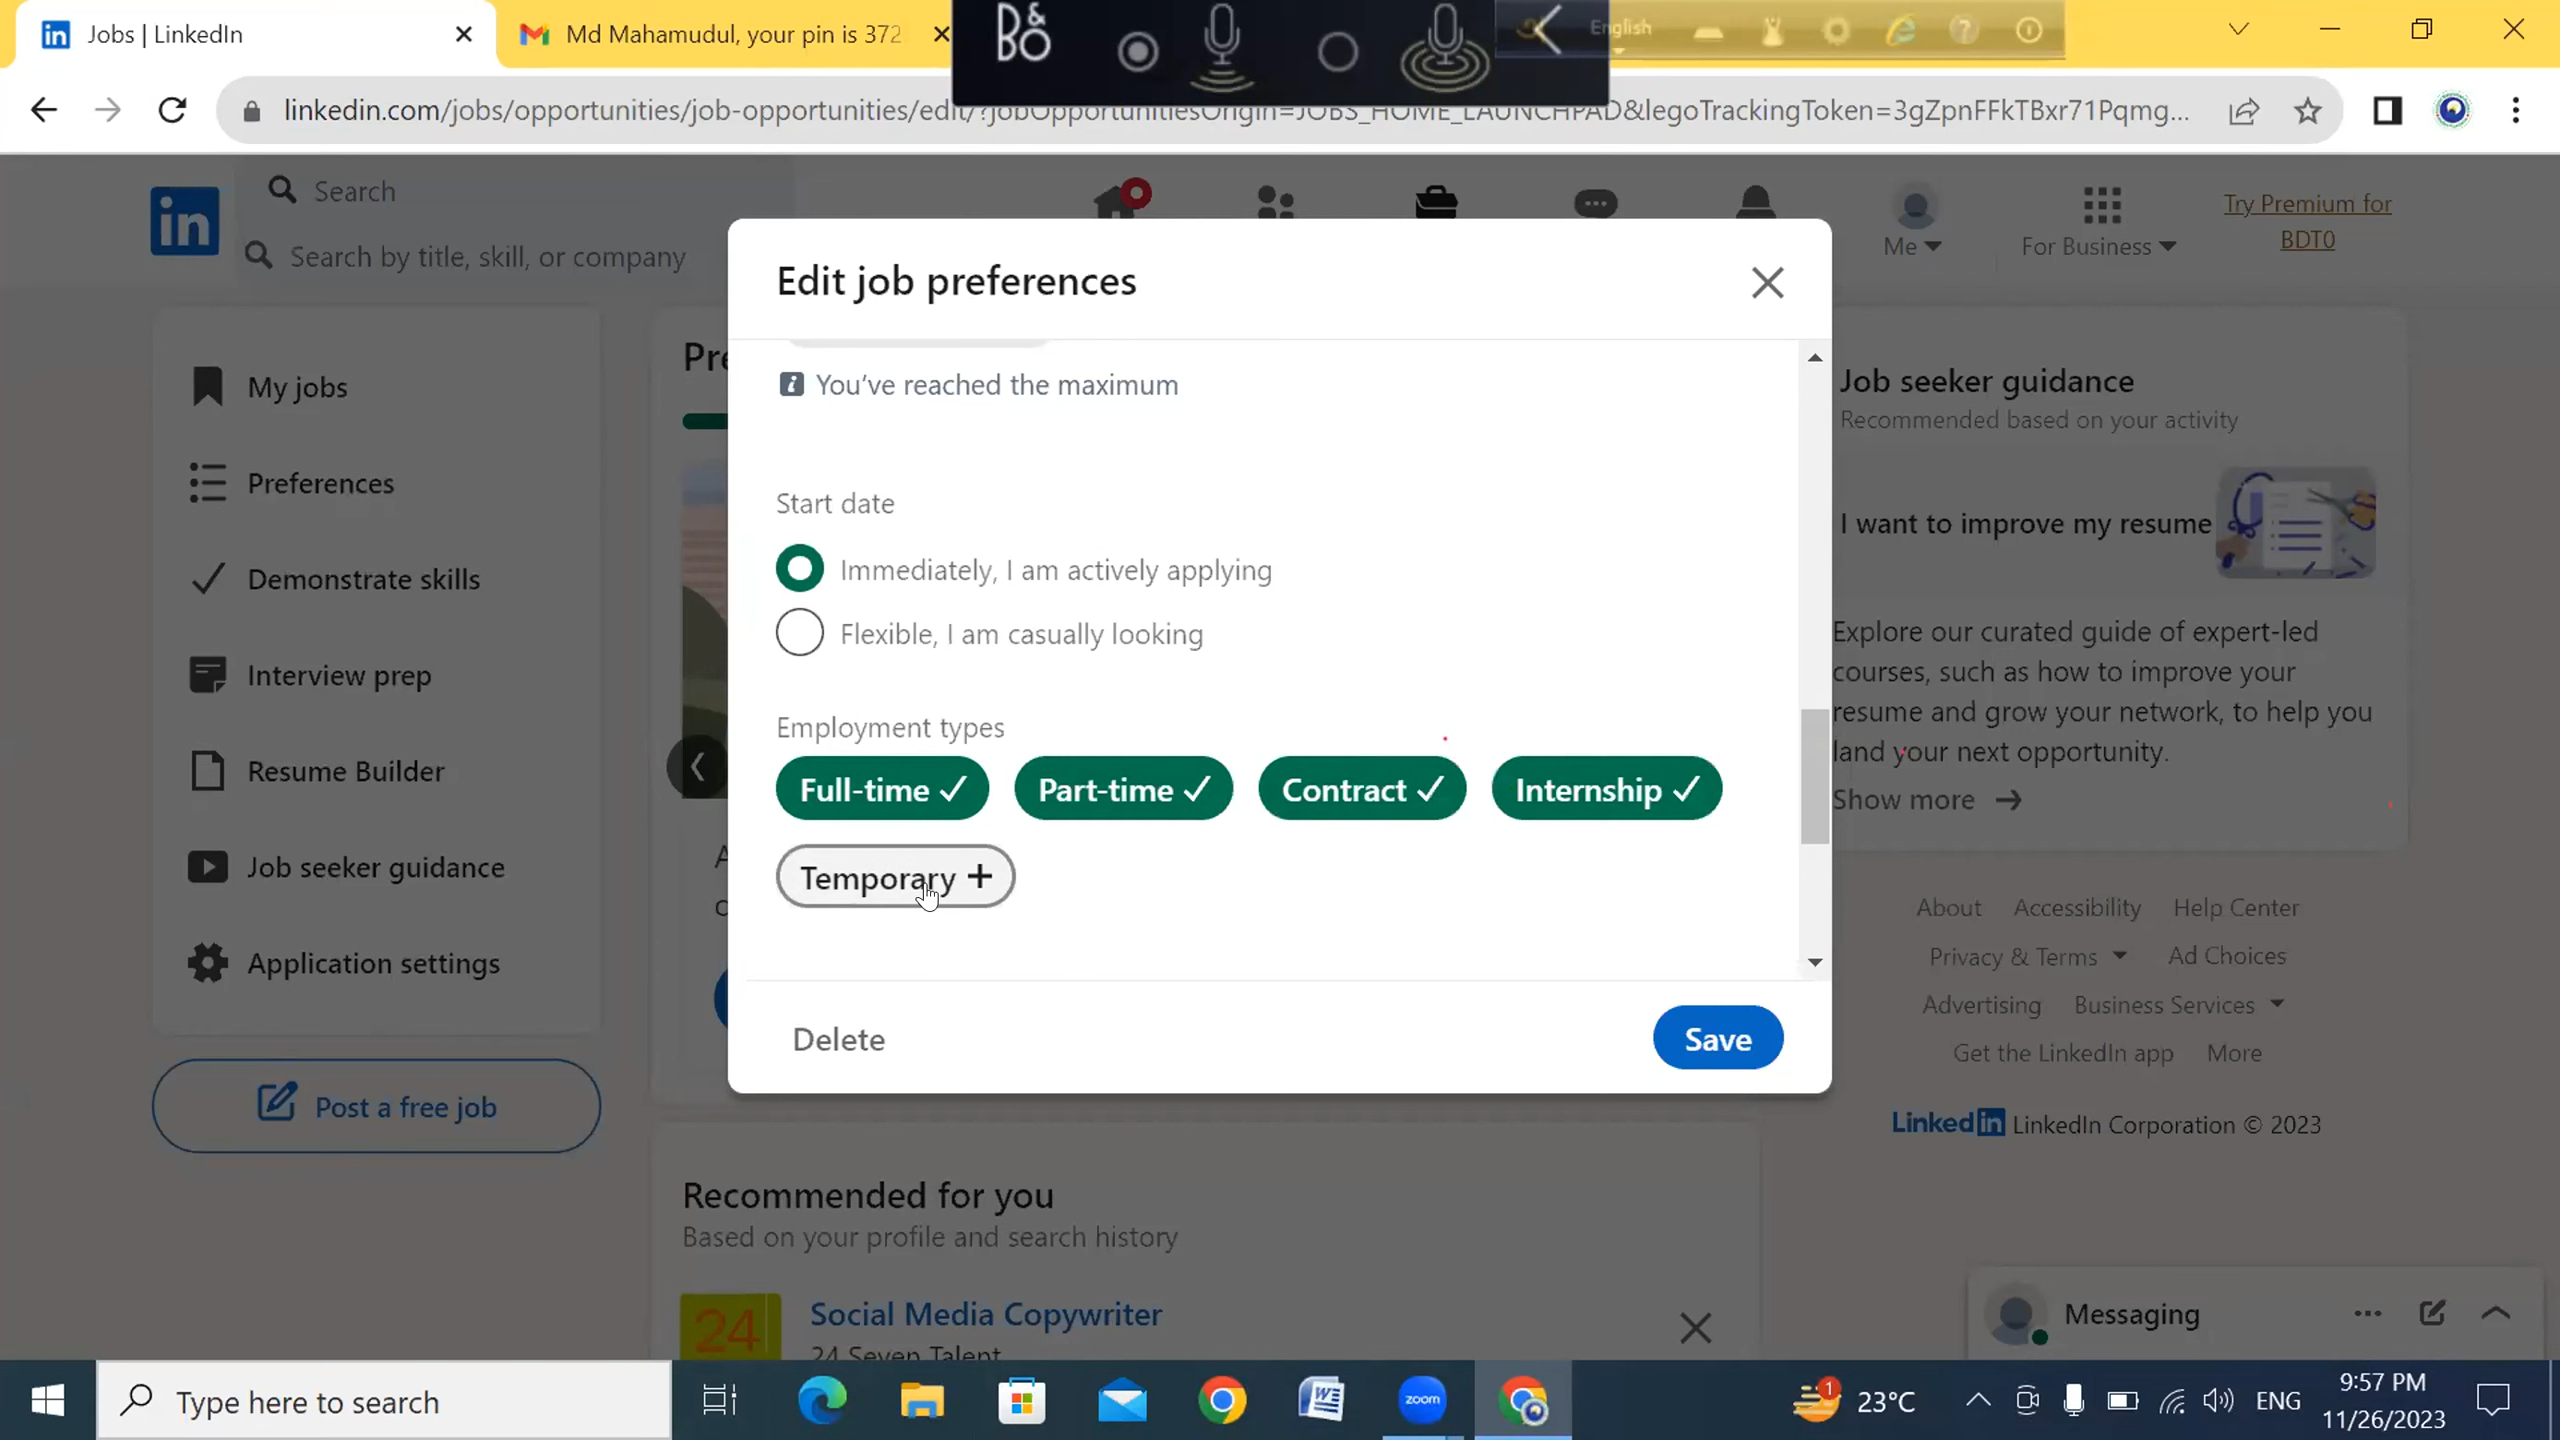 Jobs | LinkedIn
Md Mahamudul, your pin is 372
B&O
English
linkedin.com/jobs/opportunities/job-opportunities/edit/?jobOpportunitiesOrigin=JOBS_HOME_LAUNCHPAD&legoTrackingToken=3gZpnFFkTBxr71Pqmg...
in
Search
Search by title, skill, or company
Me
For Business
Try Premium for
BDT0
My jobs
Preferences
Demonstrate skills
Interview prep
Resume Builder
Job seeker guidance
Application settings
Post a free job
Pre
Edit job preferences
You've reached the maximum
Start date
Immediately, I am actively applying
Flexible, I am casually looking
Employment types
Full-time
Part-time
Contract
Internship
Temporary
Delete
Save
Job seeker guidance
Recommended based on your activity
I want to improve my resume
Explore our curated guide of expert-led
courses, such as how to improve your
resume and grow your network, to help you
land your next opportunity.
Show more
About Accessibility Help Center
Privacy & Terms Ad Choices
Advertising Business Services
Get the LinkedIn app More
LinkedIn LinkedIn Corporation © 2023
Recommended for you
Based on your profile and search history
24
Social Media Copywriter
24 Seven Talent
Messaging
Type here to search
zoom
1
23°C
ENG
9:57 PM
11/26/2023